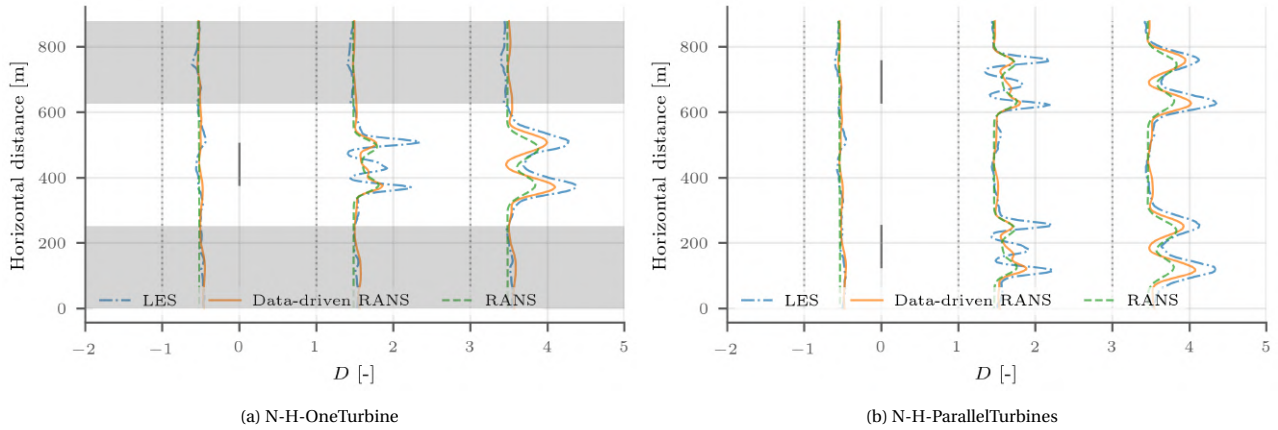 800
600
400
200
0
Horizontal distance [m]
LES
Data-driven RANS
RANS
−2
−1
0
1
2
3
4
5
D [-]
(a) N-H-OneTurbine
800
600
400
200
0
Horizontal distance [m]
LES
Data-driven RANS
RANS
−2
−1
0
1
2
3
4
5
D [-]
(b) N-H-ParallelTurbines